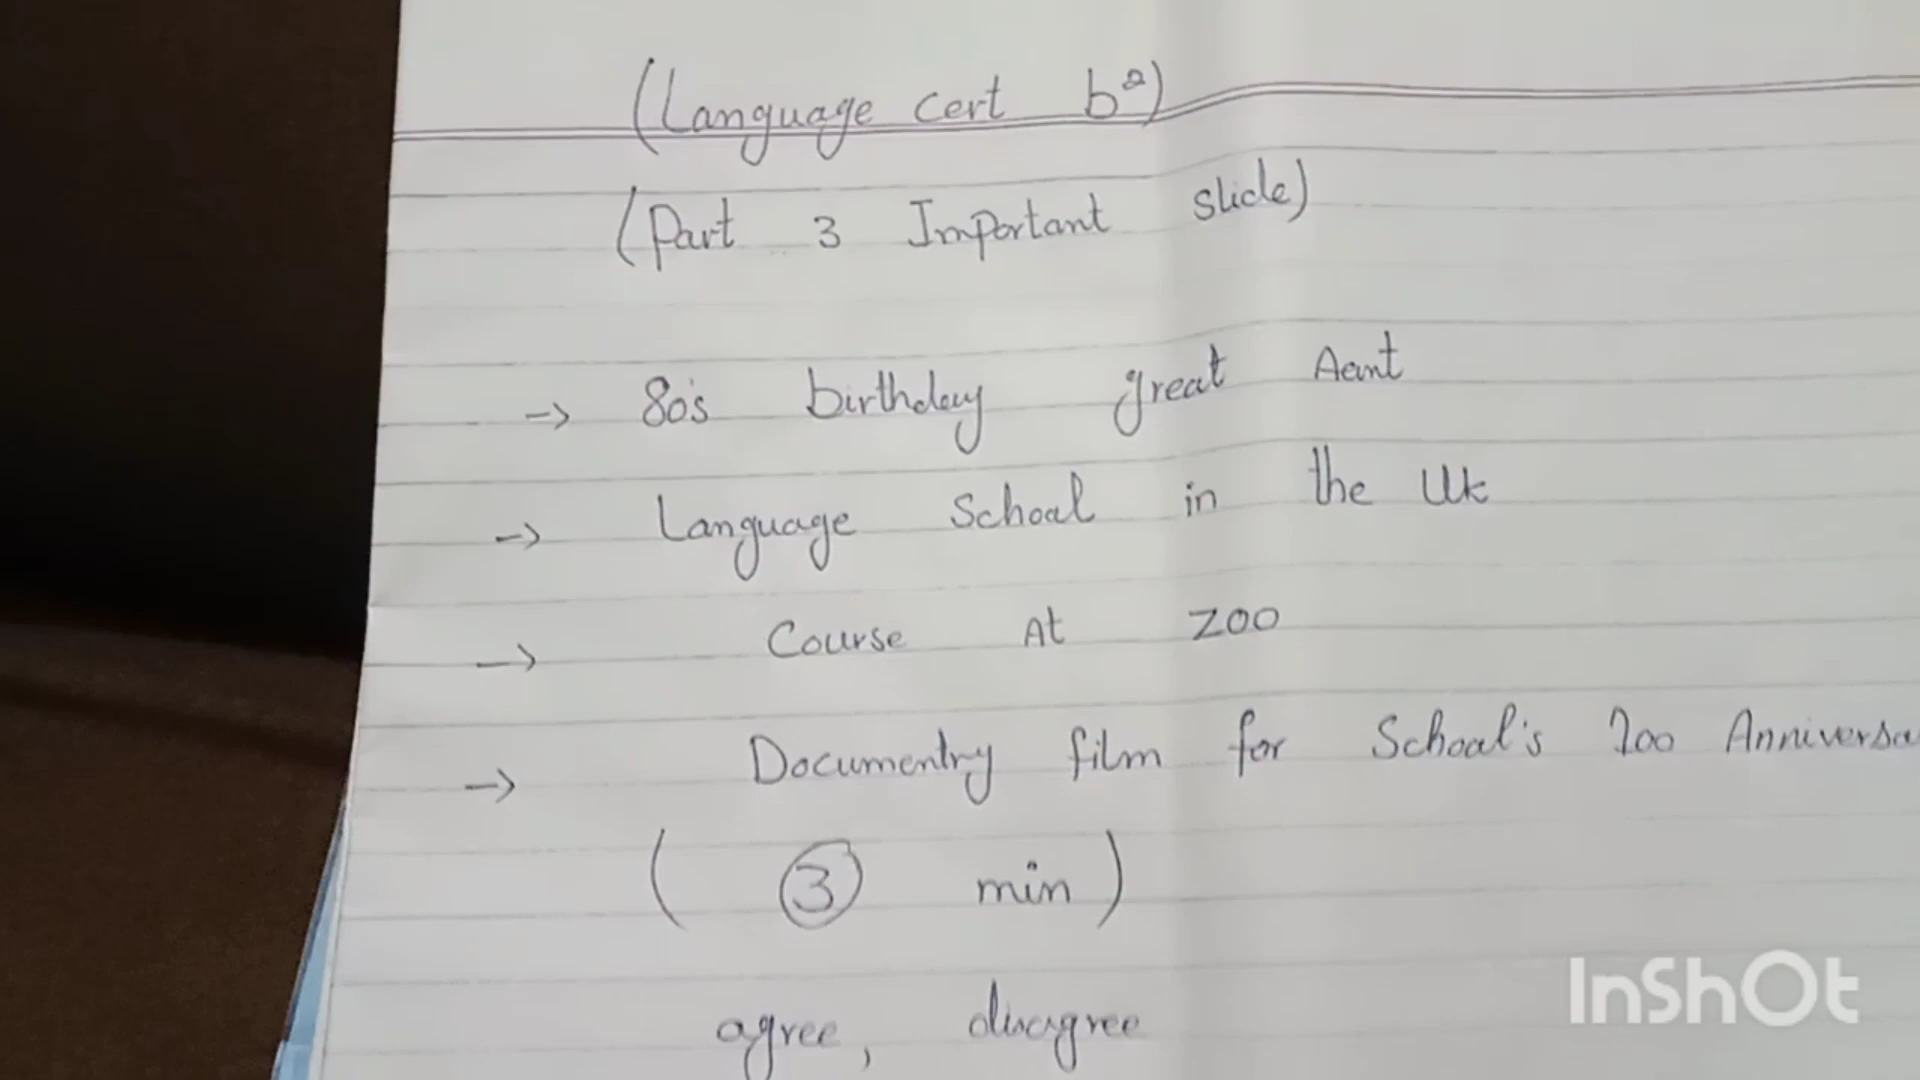 (Language cert b2)
(Part 3 Important slide)
→ 80's birthday great Aunt
→ Language School in the Uk
→ Course At ZOO
→ Documentry film for School's 100 Anniversa
( 3 min )
agree, disagree
InShOt